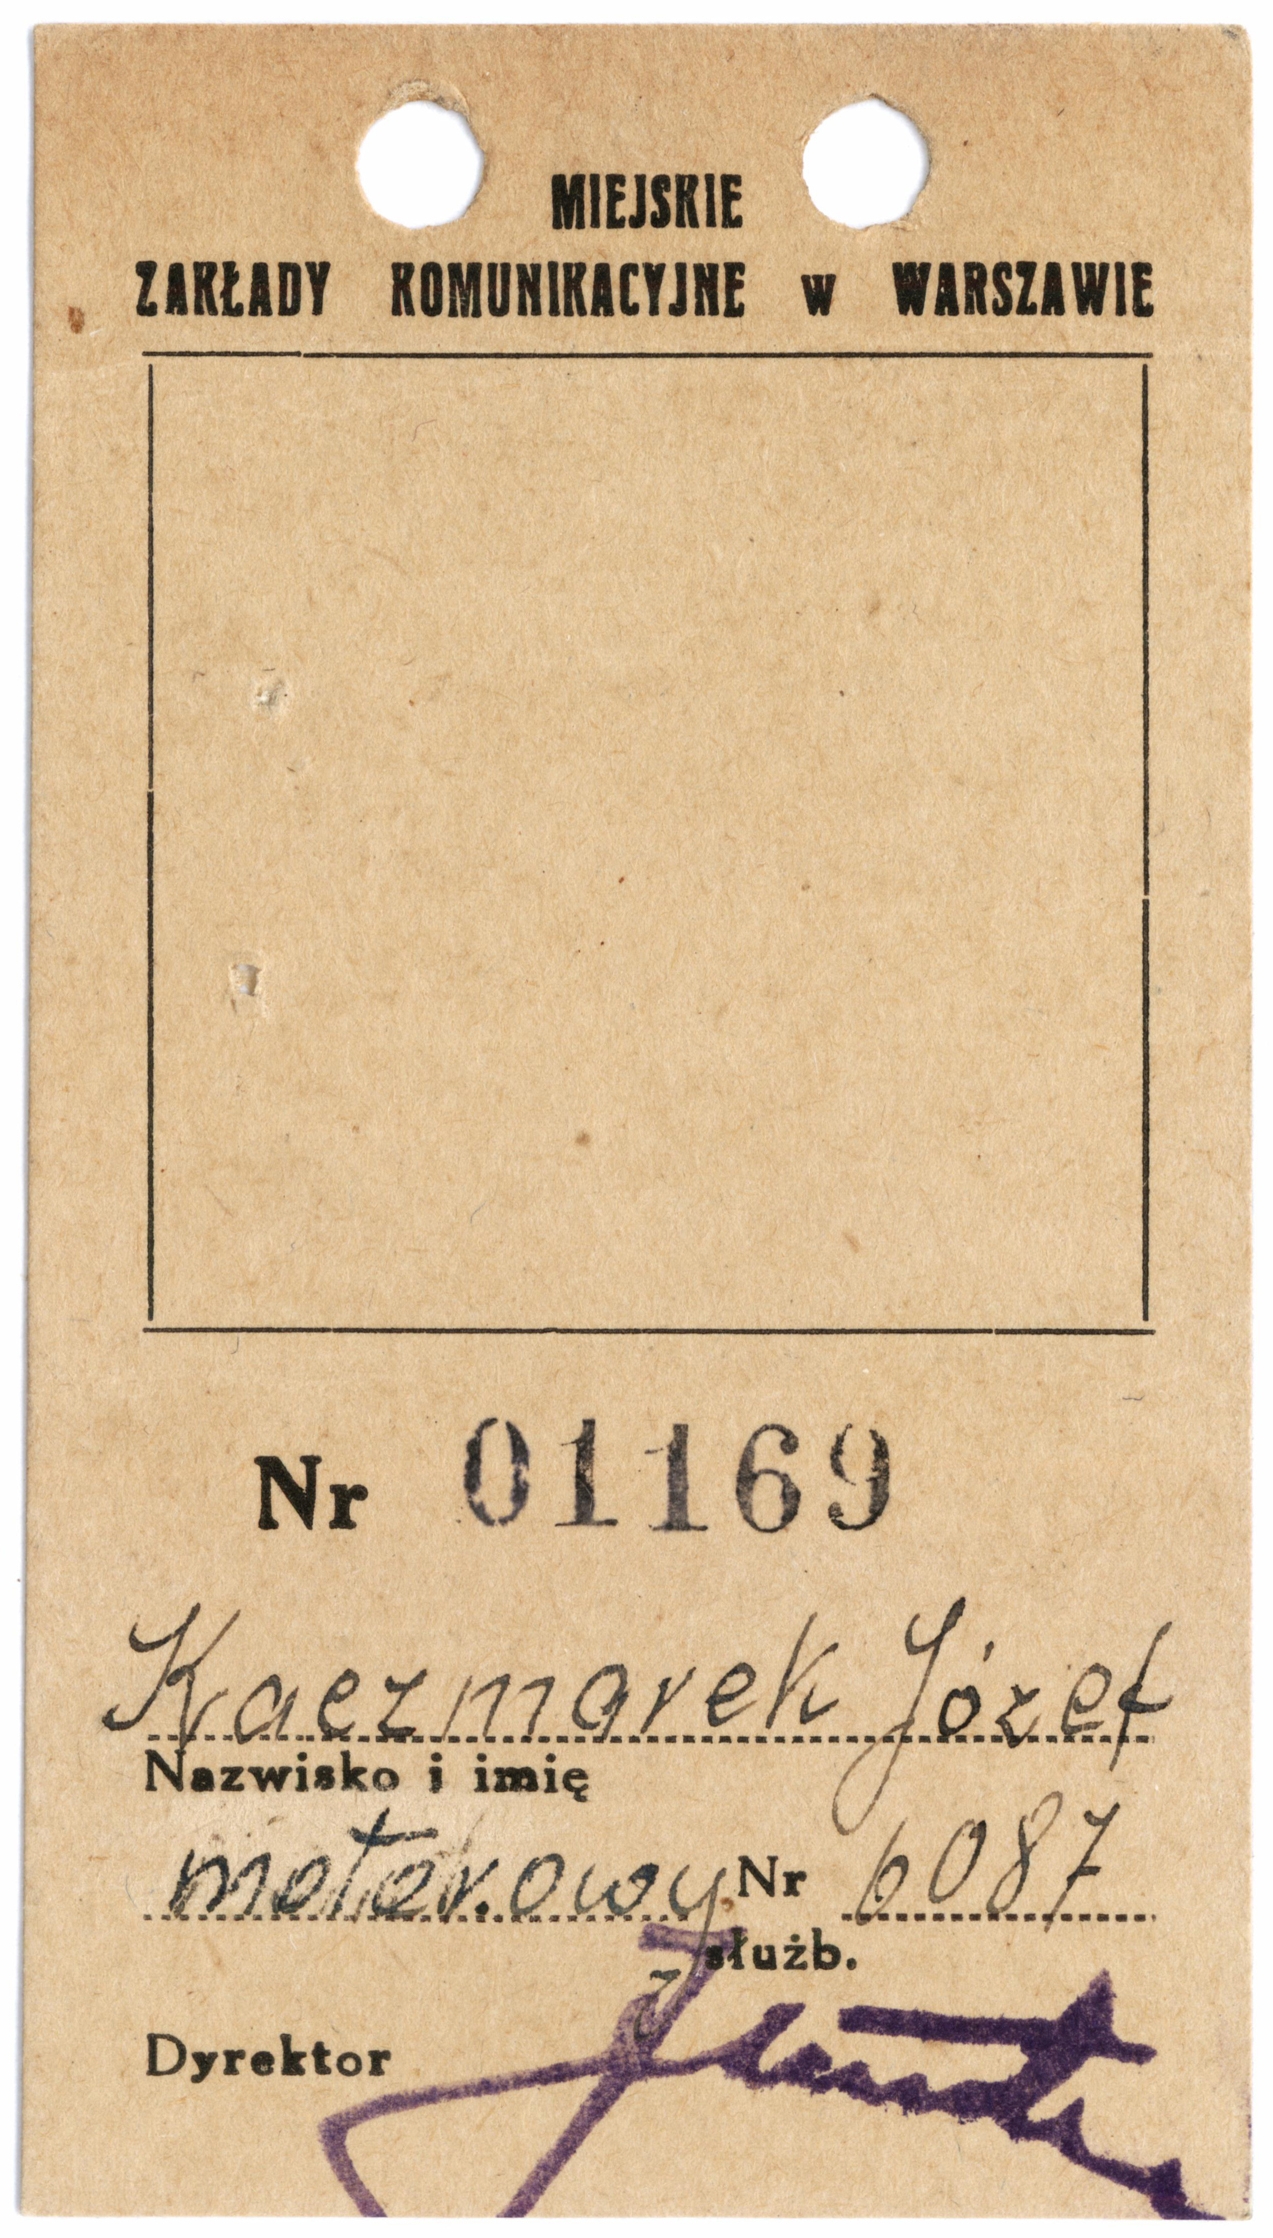 MIEJSKIE
ZAKŁADY KOMUNIKACYJNE w WARSZAWIE
Nr 01169
Kaczmarek Józef
Nazwisko i imię
motorowy Nr 6087
służb.
Dyrektor